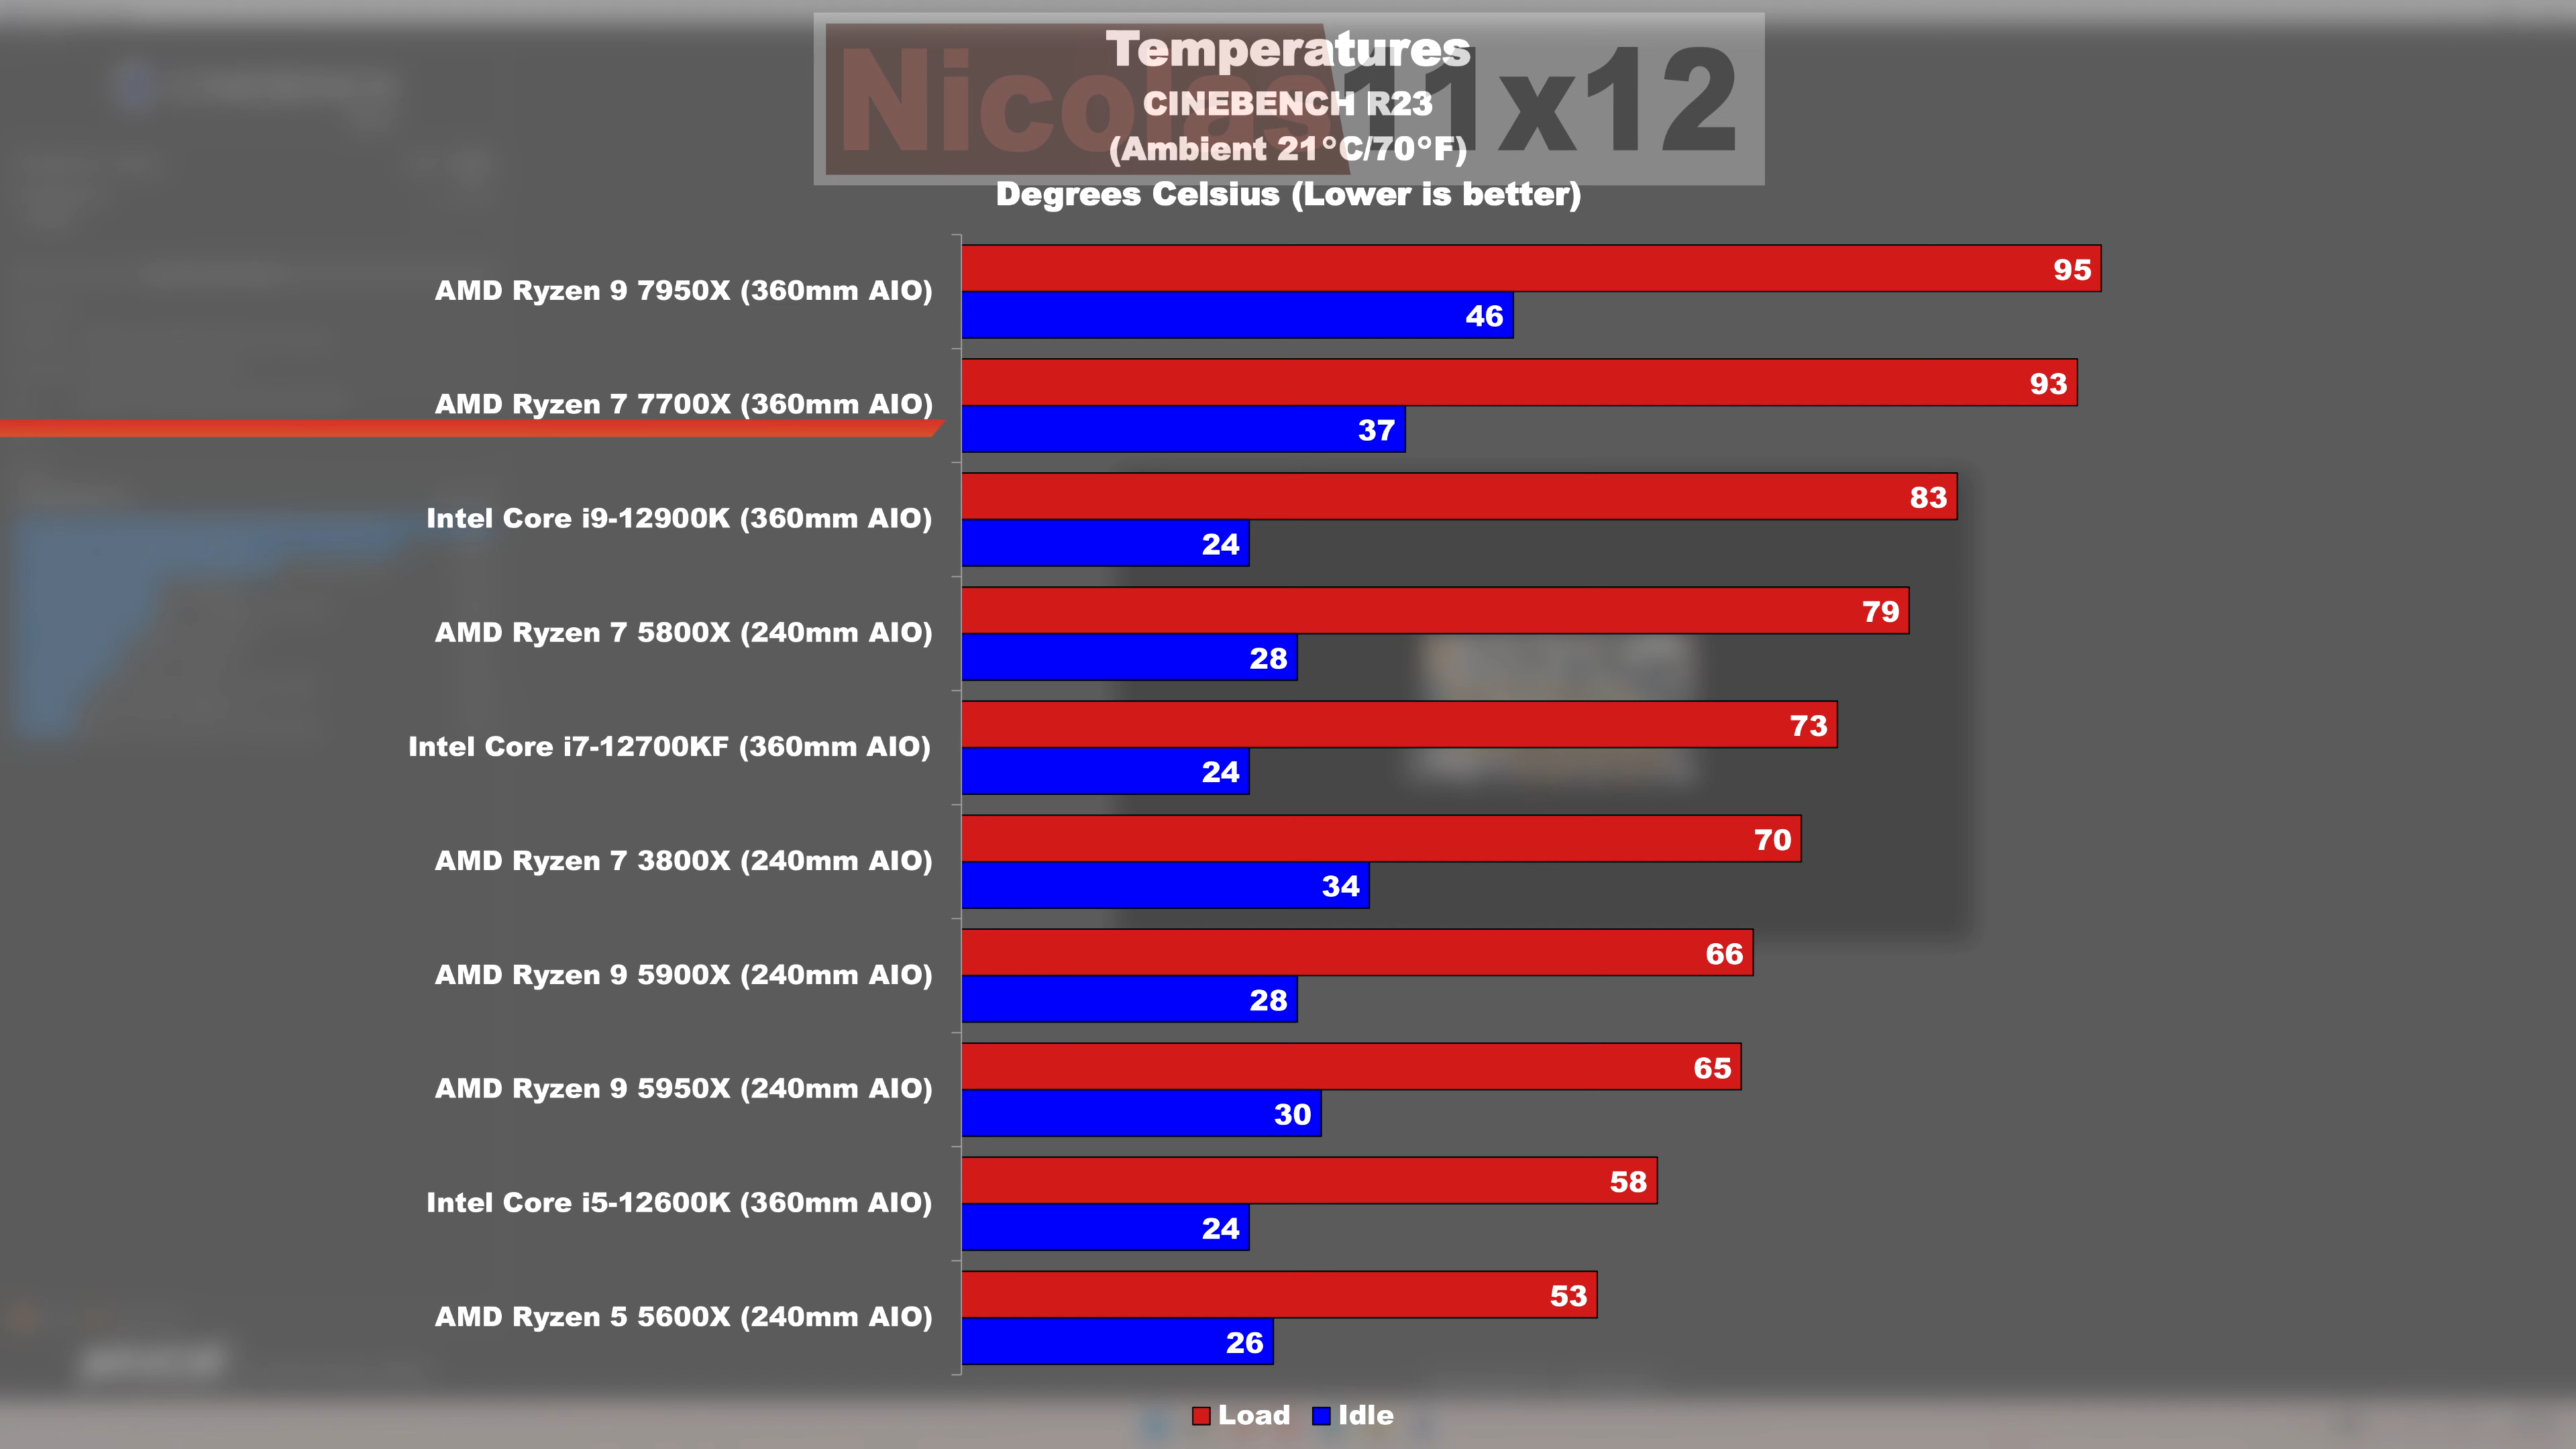 Nicolas11x12
Temperatures
CINEBENCH R23
(Ambient 21°C/70°F)
Degrees Celsius (Lower is better)
AMD Ryzen 9 7950X (360mm AIO)
95
46
AMD Ryzen 7 7700X (360mm AIO)
93
37
Intel Core i9-12900K (360mm AIO)
83
24
AMD Ryzen 7 5800X (240mm AIO)
79
28
Intel Core i7-12700KF (360mm AIO)
73
24
AMD Ryzen 7 3800X (240mm AIO)
70
34
AMD Ryzen 9 5900X (240mm AIO)
66
28
AMD Ryzen 9 5950X (240mm AIO)
65
30
Intel Core i5-12600K (360mm AIO)
58
24
AMD Ryzen 5 5600X (240mm AIO)
53
26
Load Idle